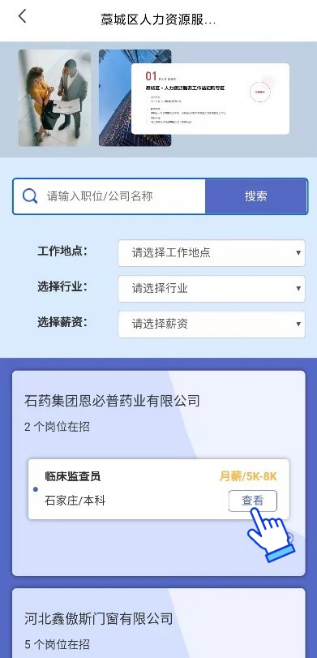 藁城区人力资源服...
01
请输入职位/公司名称
搜索
工作地点：
请选择工作地点
选择行业：
请选择行业
选择薪资：
请选择薪资
石药集团恩必普药业有限公司
2 个岗位在招
临床监查员
月薪/5K-8K
石家庄/本科
查看
河北鑫傲斯门窗有限公司
5 个岗位在招